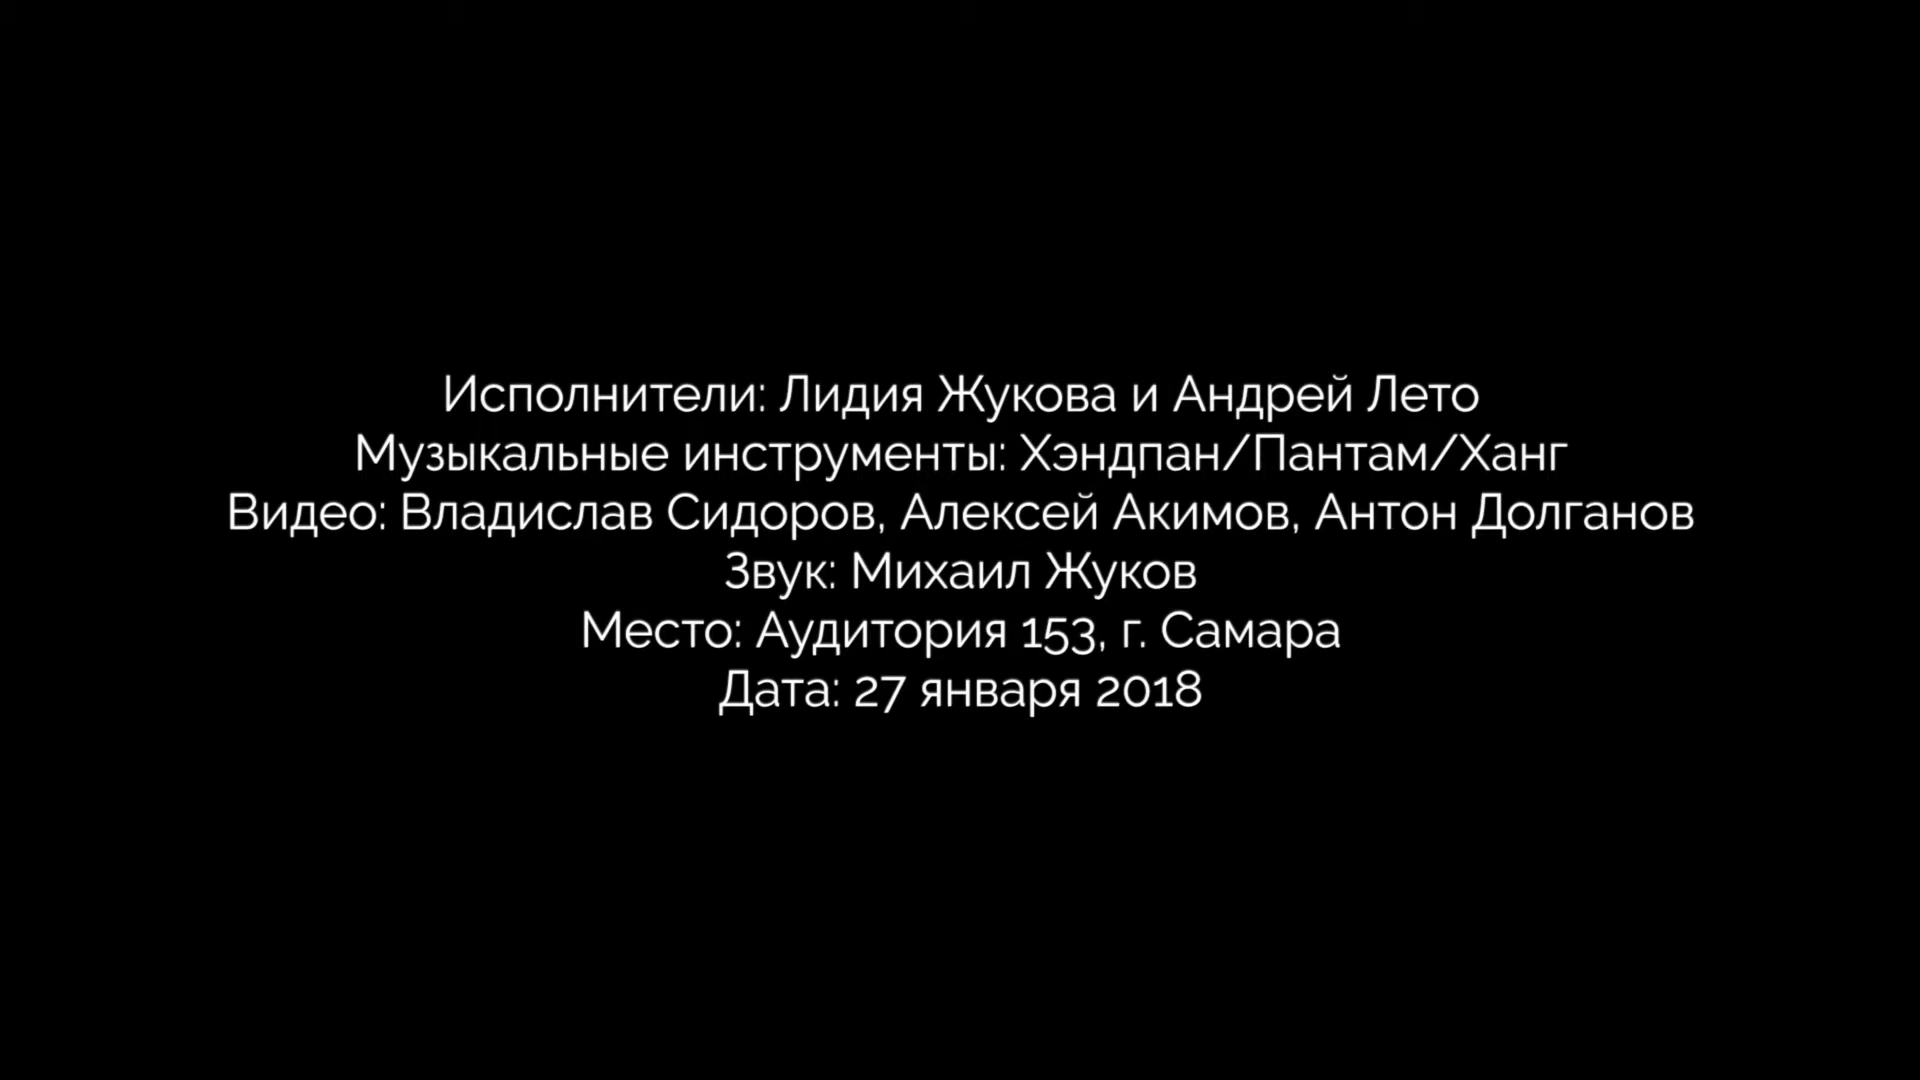 Исполнители: Лидия Жукова и Андрей Лето
Музыкальные инструменты: Хэндпан/Пантам/Ханг
Видео: Владислав Сидоров, Алексей Акимов, Антон Долганов
Звук: Михаил Жуков
Место: Аудитория 153, г. Самара
Дата: 27 января 2018